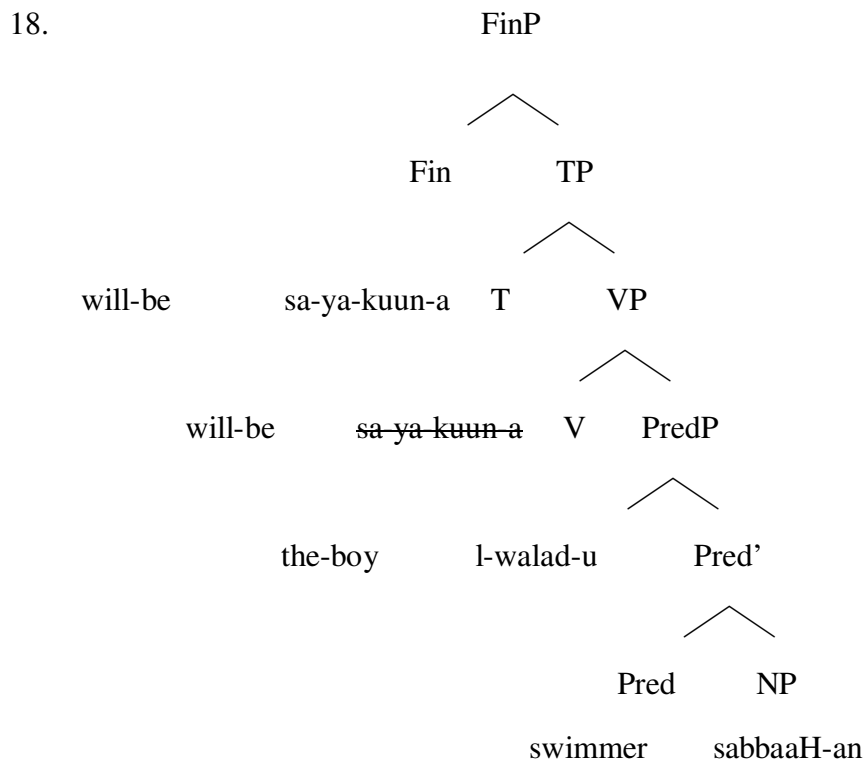 18. FinP
Fin TP
will-be sa-ya-kuun-a T VP
will-be sa-ya-kuun-a V PredP
the-boy l-walad-u Pred’
Pred NP
swimmer sabbaaH-an